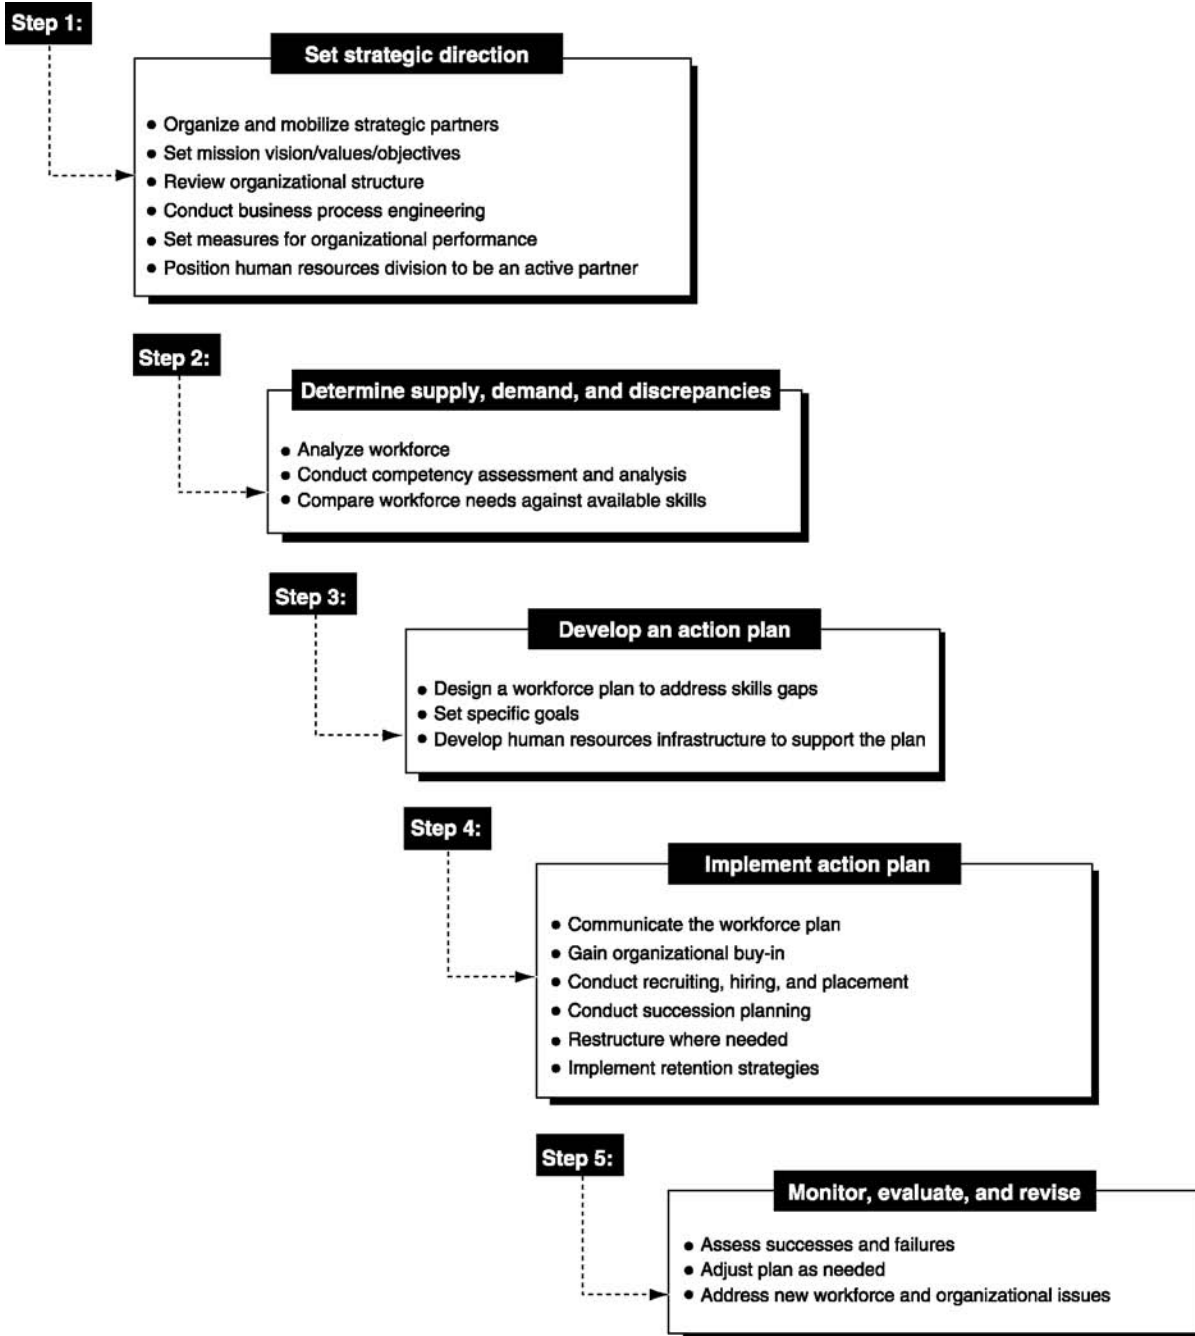 Step 1:
Set strategic direction
• Organize and mobilize strategic partners
• Set mission vision/values/objectives
• Review organizational structure
• Conduct business process engineering
• Set measures for organizational performance
• Position human resources division to be an active partner
Step 2:
Determine supply, demand, and discrepancies
• Analyze workforce
• Conduct competency assessment and analysis
• Compare workforce needs against available skills
Step 3:
Develop an action plan
• Design a workforce plan to address skills gaps
• Set specific goals
• Develop human resources infrastructure to support the plan
Step 4:
Implement action plan
• Communicate the workforce plan
• Gain organizational buy-in
• Conduct recruiting, hiring, and placement
• Conduct succession planning
• Restructure where needed
• Implement retention strategies
Step 5:
Monitor, evaluate, and revise
• Assess successes and failures
• Adjust plan as needed
• Address new workforce and organizational issues